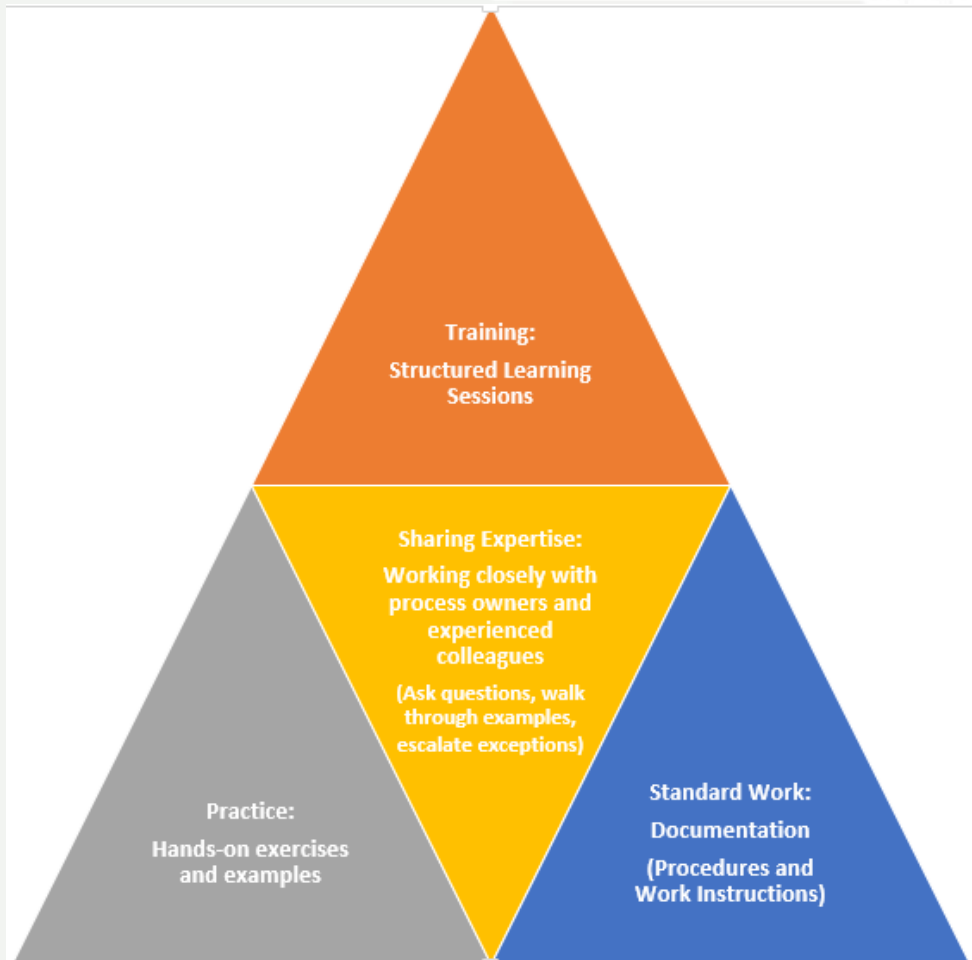 Training:
Structured Learning
Sessions
Sharing Expertise:
Working closely with
process owners and
experienced
colleagues
(Ask questions, walk
through examples,
escalate exceptions)
Practice:
Hands-on exercises
and examples
Standard Work:
Documentation
(Procedures and
Work Instructions)